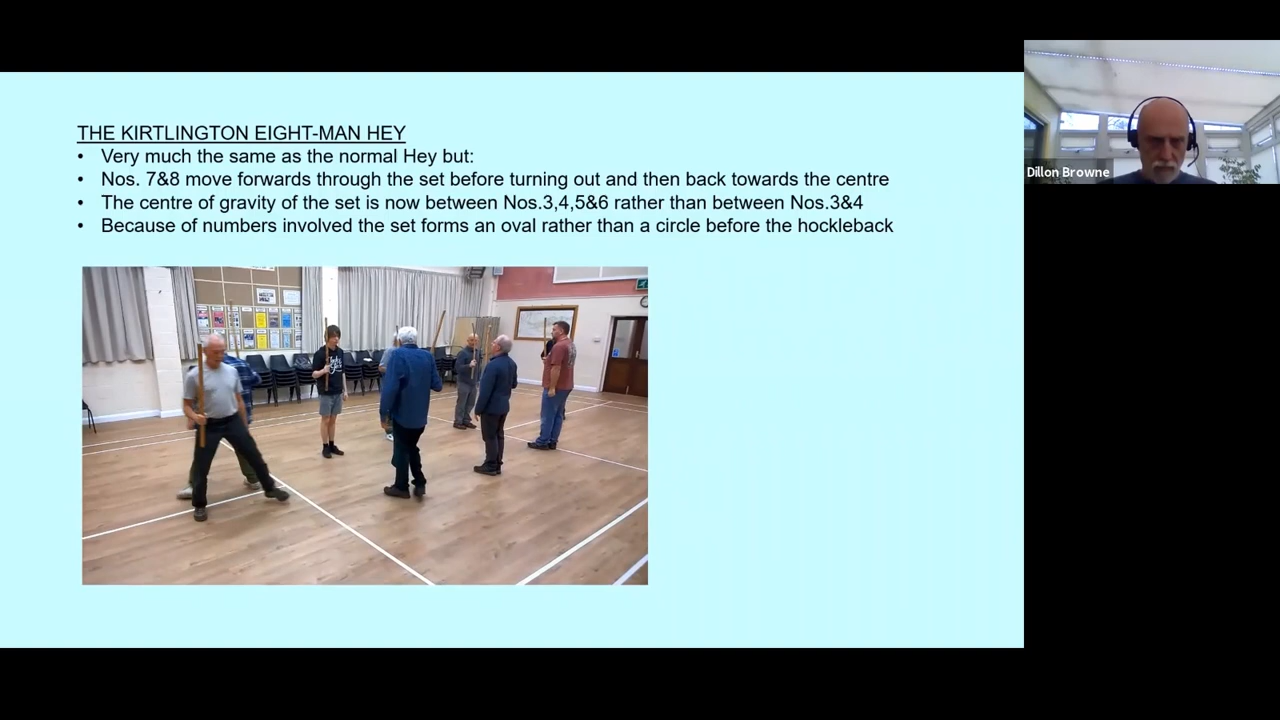 THE KIRTLINGTON EIGHT-MAN HEY
• Very much the same as the normal Hey but:
• Nos. 7&8 move forwards through the set before turning out and then back towards the centre
• The centre of gravity of the set is now between Nos.3,4,5&6 rather than between Nos.3&4
• Because of numbers involved the set forms an oval rather than a circle before the hockleback
Dillon Browne